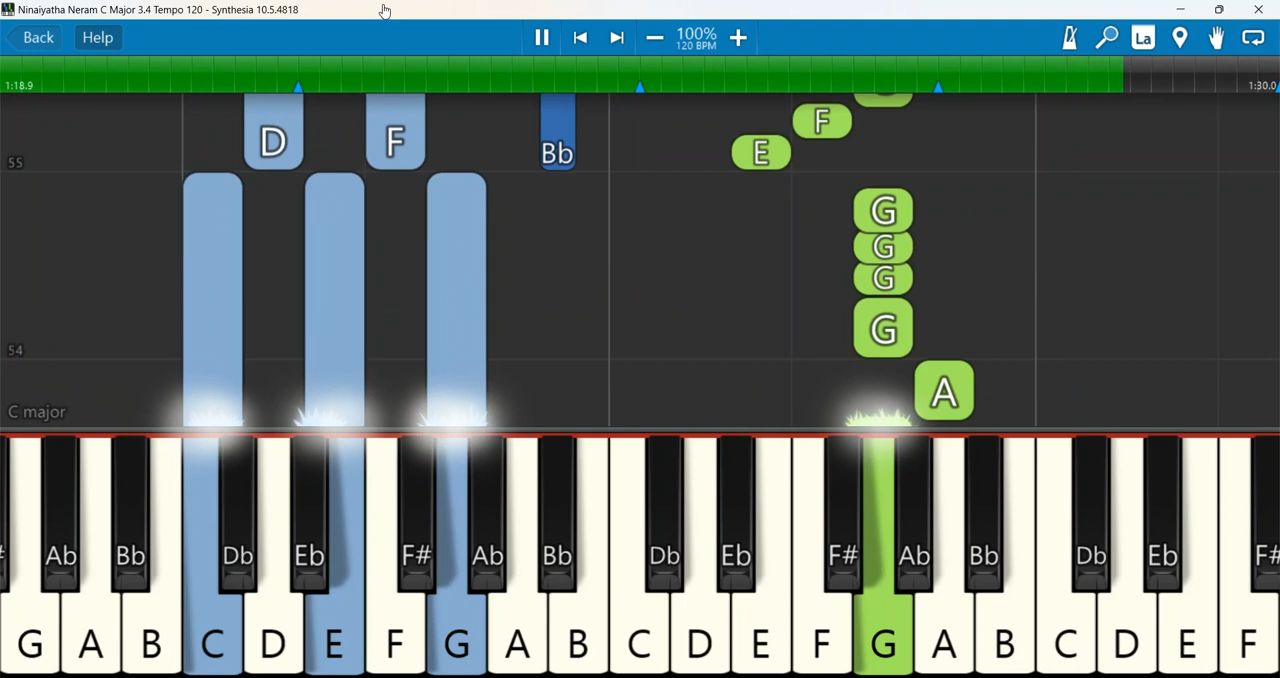 Ninaiyatha Neram C Major 3.4 Tempo 120 - Synthesia 10.5.4818
Back Help 100% La
120 BPM
1:18.9 1:30.0
F
D F Bb E
55
G
G
G
G
54
A
C major
Ab Bb Db Eb F# Ab Bb Db Eb F# Ab Bb Db Eb F#
G A B C D E F G A B C D E F G A B C D E F